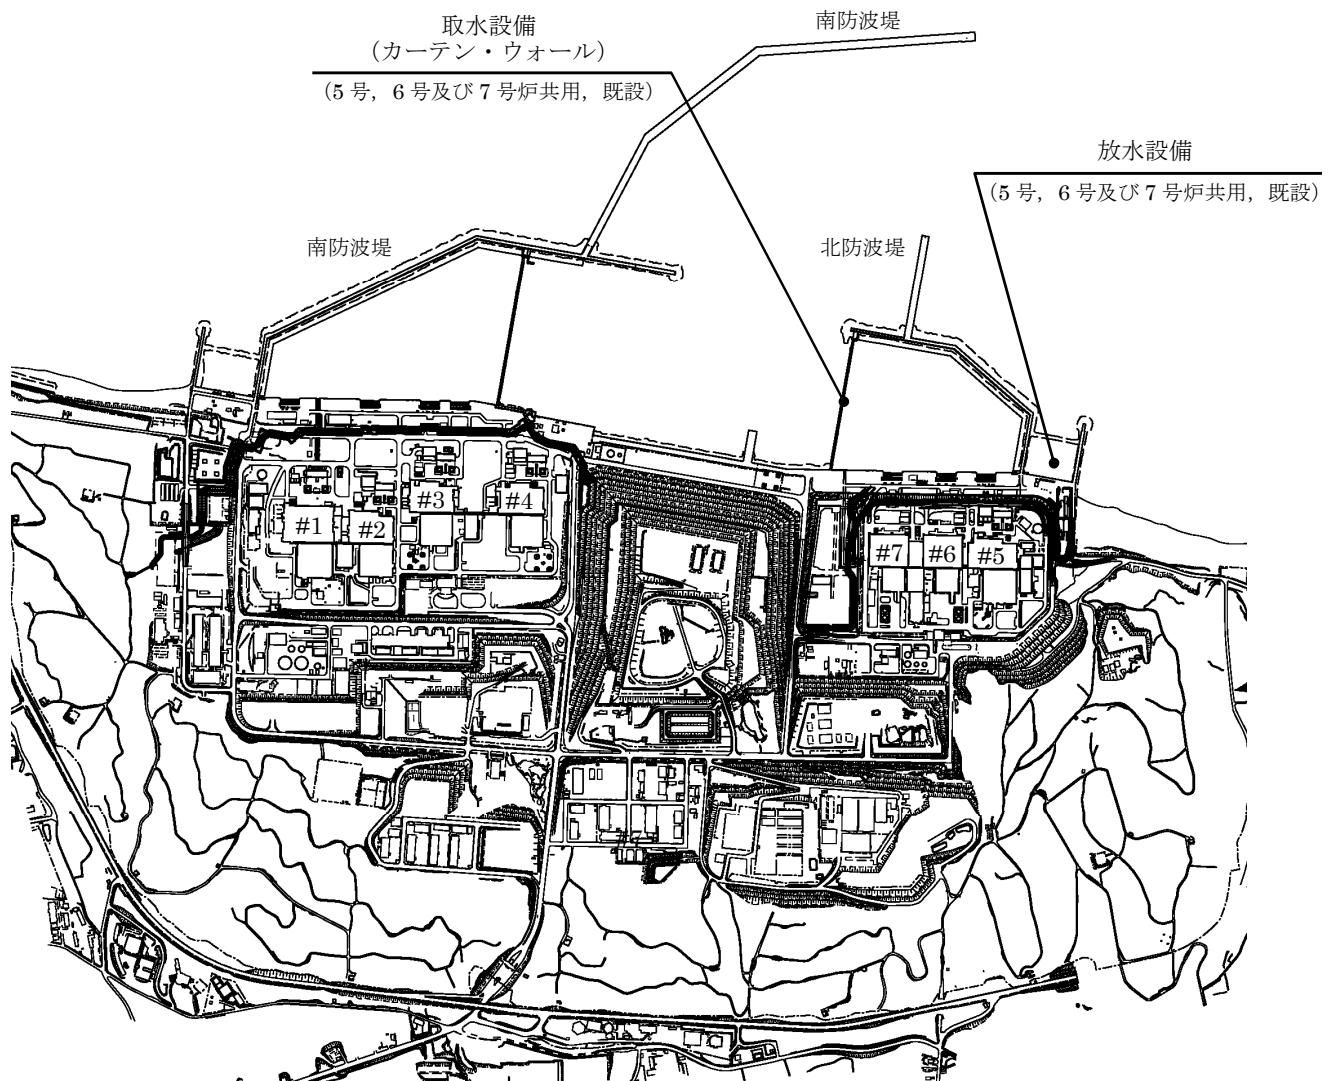 取水設備
(カーテン・ウォール)
(5号, 6号及び7号炉共用, 既設)
南防波堤
放水設備
(5号, 6号及び7号炉共用, 既設)
南防波堤
北防波堤
#1
#2
#3
#4
#7
#6
#5